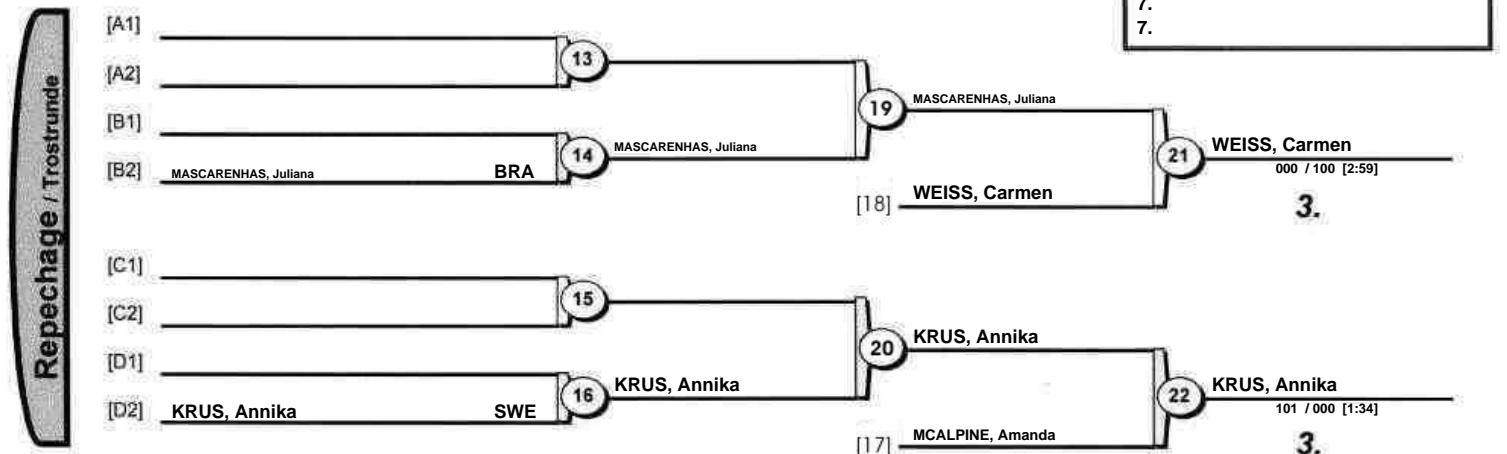 7.
7.
Repechage / Trostrunde
[A1]
13
[A2]
19
MASCARENHAS, Juliana
[B1]
14
MASCARENHAS, Juliana
[B2] MASCARENHAS, Juliana BRA
21
WEISS, Carmen
000 / 100 [2:59]
[18] WEISS, Carmen
3.
[C1]
15
[C2]
20
KRUS, Annika
[D1]
16
KRUS, Annika
[D2] KRUS, Annika SWE
22
KRUS, Annika
101 / 000 [1:34]
[17] MCALPINE, Amanda
3.